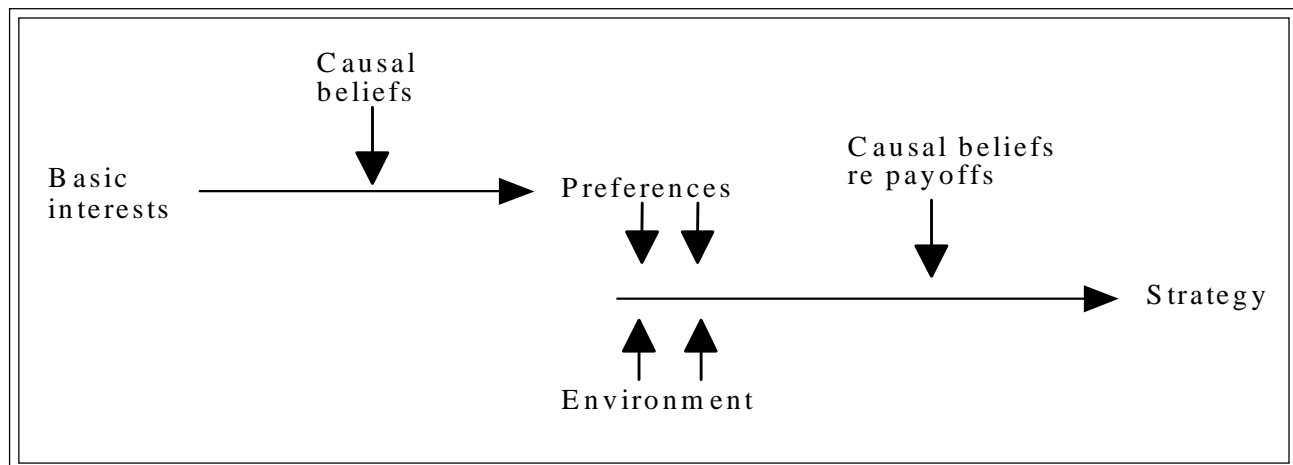 Causal
beliefs
Causal beliefs
re payoffs
Basic
interests
Preferences
Strategy
Environment